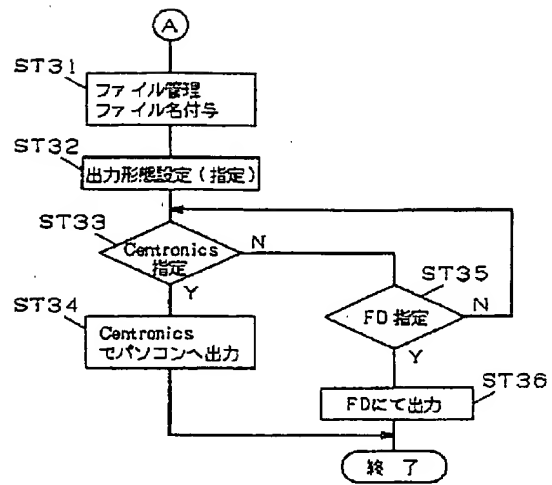 A
ST31
ファイル管理
ファイル名付与
ST32
出力形態設定(指定)
ST33
Centronics
指定
N
Y
ST34
Centronics
でパソコンへ出力
ST35
FD指定
N
Y
ST36
FDにて出力
終了